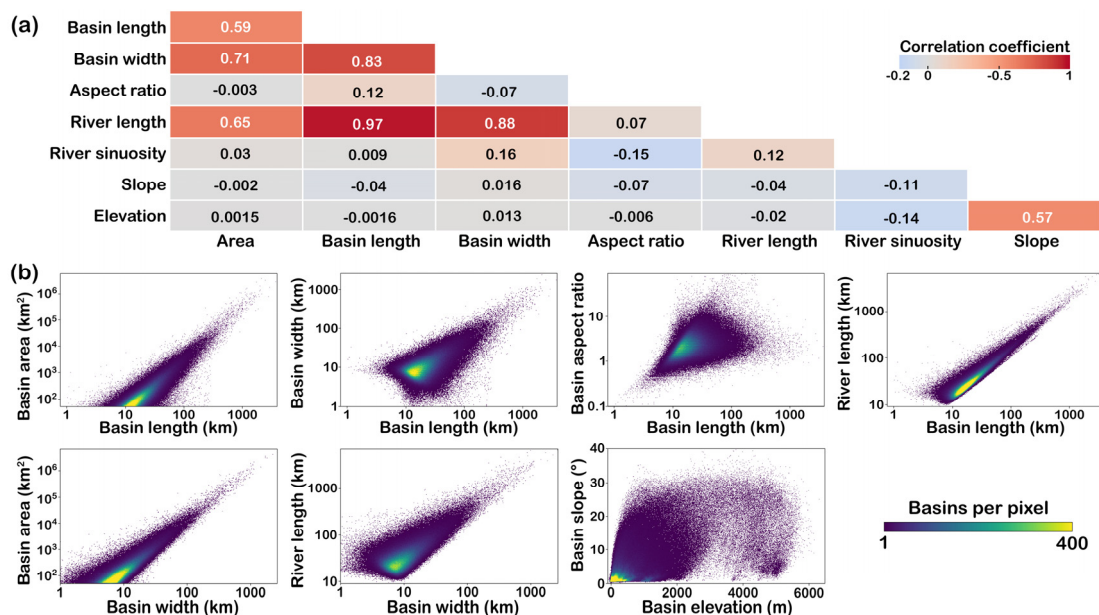 (a)
Basin length 0.59
Basin width 0.71 0.83
Aspect ratio -0.003 0.12 -0.07
River length 0.65 0.97 0.88 0.07
River sinuosity 0.03 0.009 0.16 -0.15 0.12
Slope -0.002 -0.04 0.016 -0.07 -0.04 -0.11
Elevation 0.0015 -0.0016 0.013 -0.006 -0.02 -0.14 0.57
Area Basin length Basin width Aspect ratio River length River sinuosity Slope
Correlation coefficient
-0.2 0 -0.5 1
(b)
Basin area (km²)
10⁶
10⁵
10⁴
10³
10²
1 10 100 1000
Basin length (km)
Basin width (km)
1000
100
10
1
1 10 100 1000
Basin length (km)
Basin aspect ratio
10
1
0.1
10 100 1000
Basin length (km)
River length (km)
1000
100
10
1 10 100 1000
Basin length (km)
Basin area (km²)
10⁶
10⁵
10⁴
10³
10²
1 10 100 1000
Basin width (km)
River length (km)
1000
100
10
1 10 100 1000
Basin width (km)
Basin slope (°)
40
30
20
10
0
0 2000 4000 6000
Basin elevation (m)
Basins per pixel
1 400